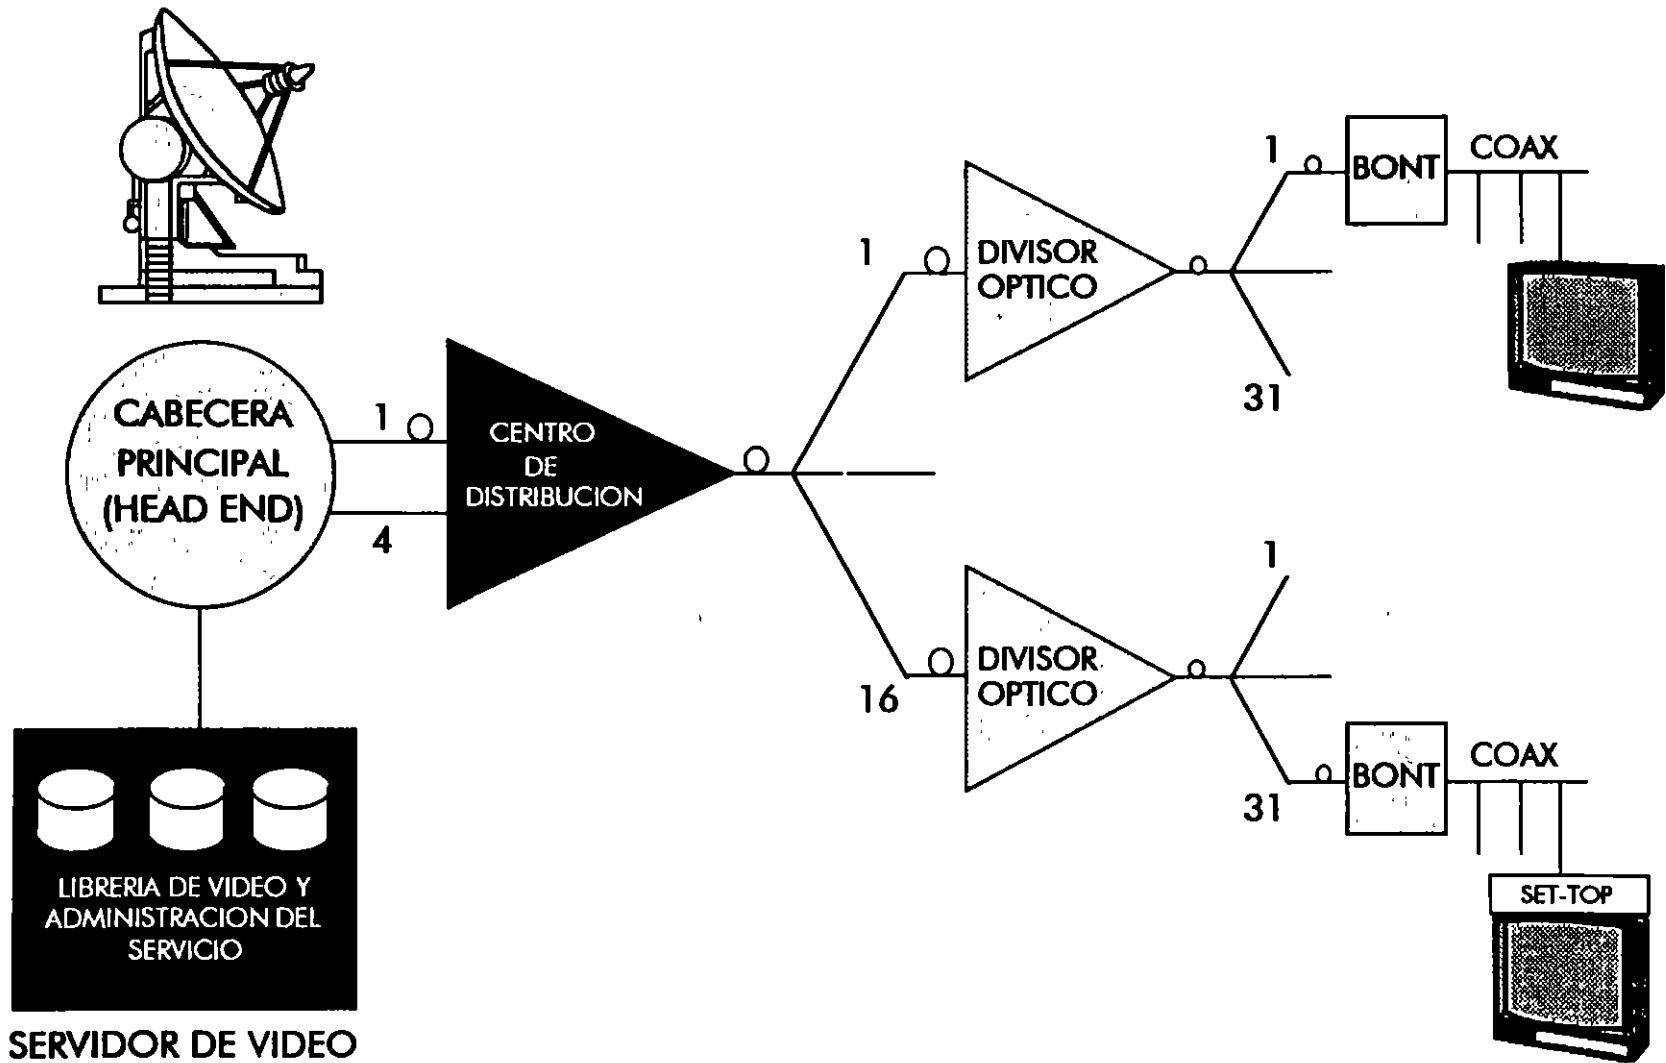 CABECERA
PRINCIPAL
(HEAD END)
1
4
CENTRO
DE
DISTRIBUCION
1
16
DIVISOR
OPTICO
1
31
BONT
COAX
DIVISOR
OPTICO
1
31
BONT
COAX
SET-TOP
LIBRERIA DE VIDEO Y
ADMINISTRACION DEL
SERVICIO
SERVIDOR DE VIDEO